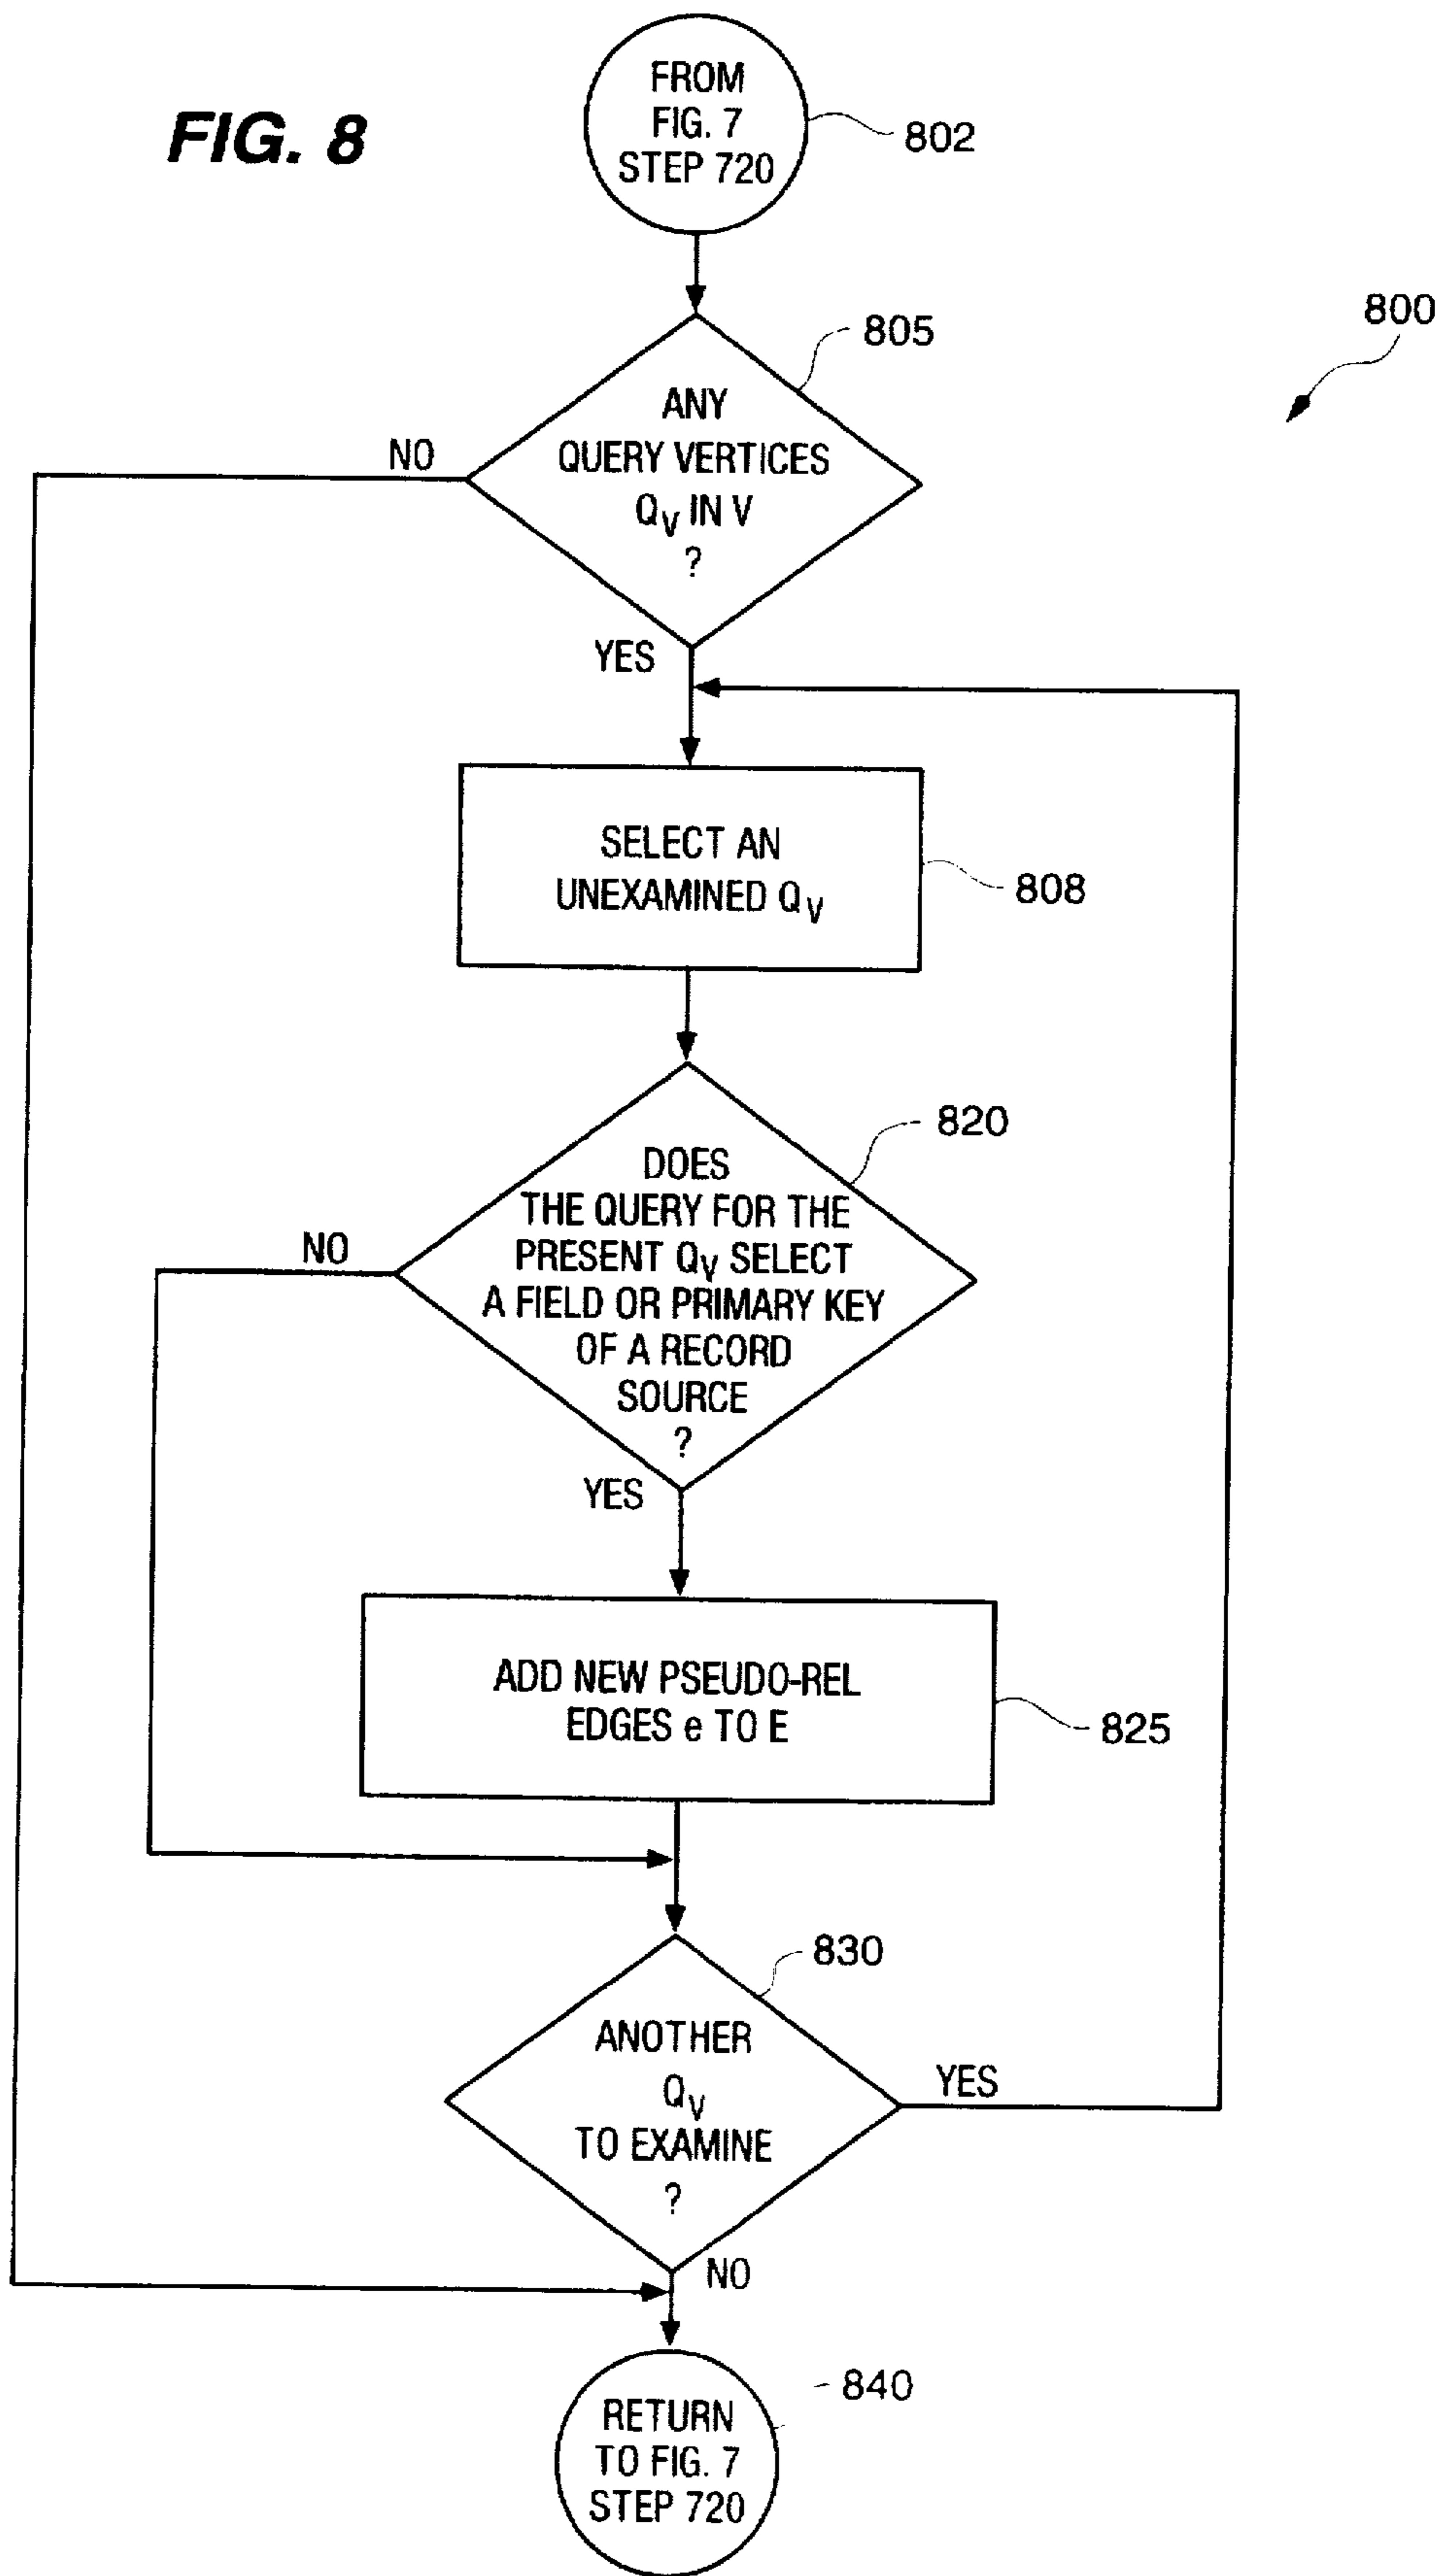 FIG. 8
FROM
FIG. 7
STEP 720
802
800
805
ANY
QUERY VERTICES
QV IN V
?
NO
YES
SELECT AN
UNEXAMINED QV
808
820
DOES
THE QUERY FOR THE
PRESENT QV SELECT
A FIELD OR PRIMARY KEY
OF A RECORD
SOURCE
?
NO
YES
ADD NEW PSEUDO-REL
EDGES e TO E
825
830
ANOTHER
QV
TO EXAMINE
?
YES
NO
840
RETURN
TO FIG. 7
STEP 720